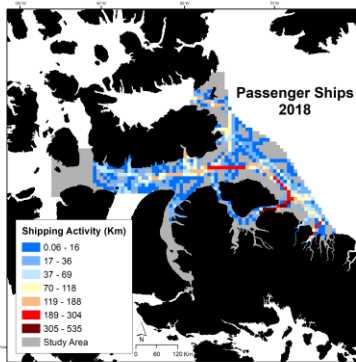 Passenger Ships
2018
Shipping Activity (Km)
0.06 - 16
17 - 36
37 - 69
70 - 118
119 - 188
189 - 304
305 - 535
Study Area
N
0 60 120 Km